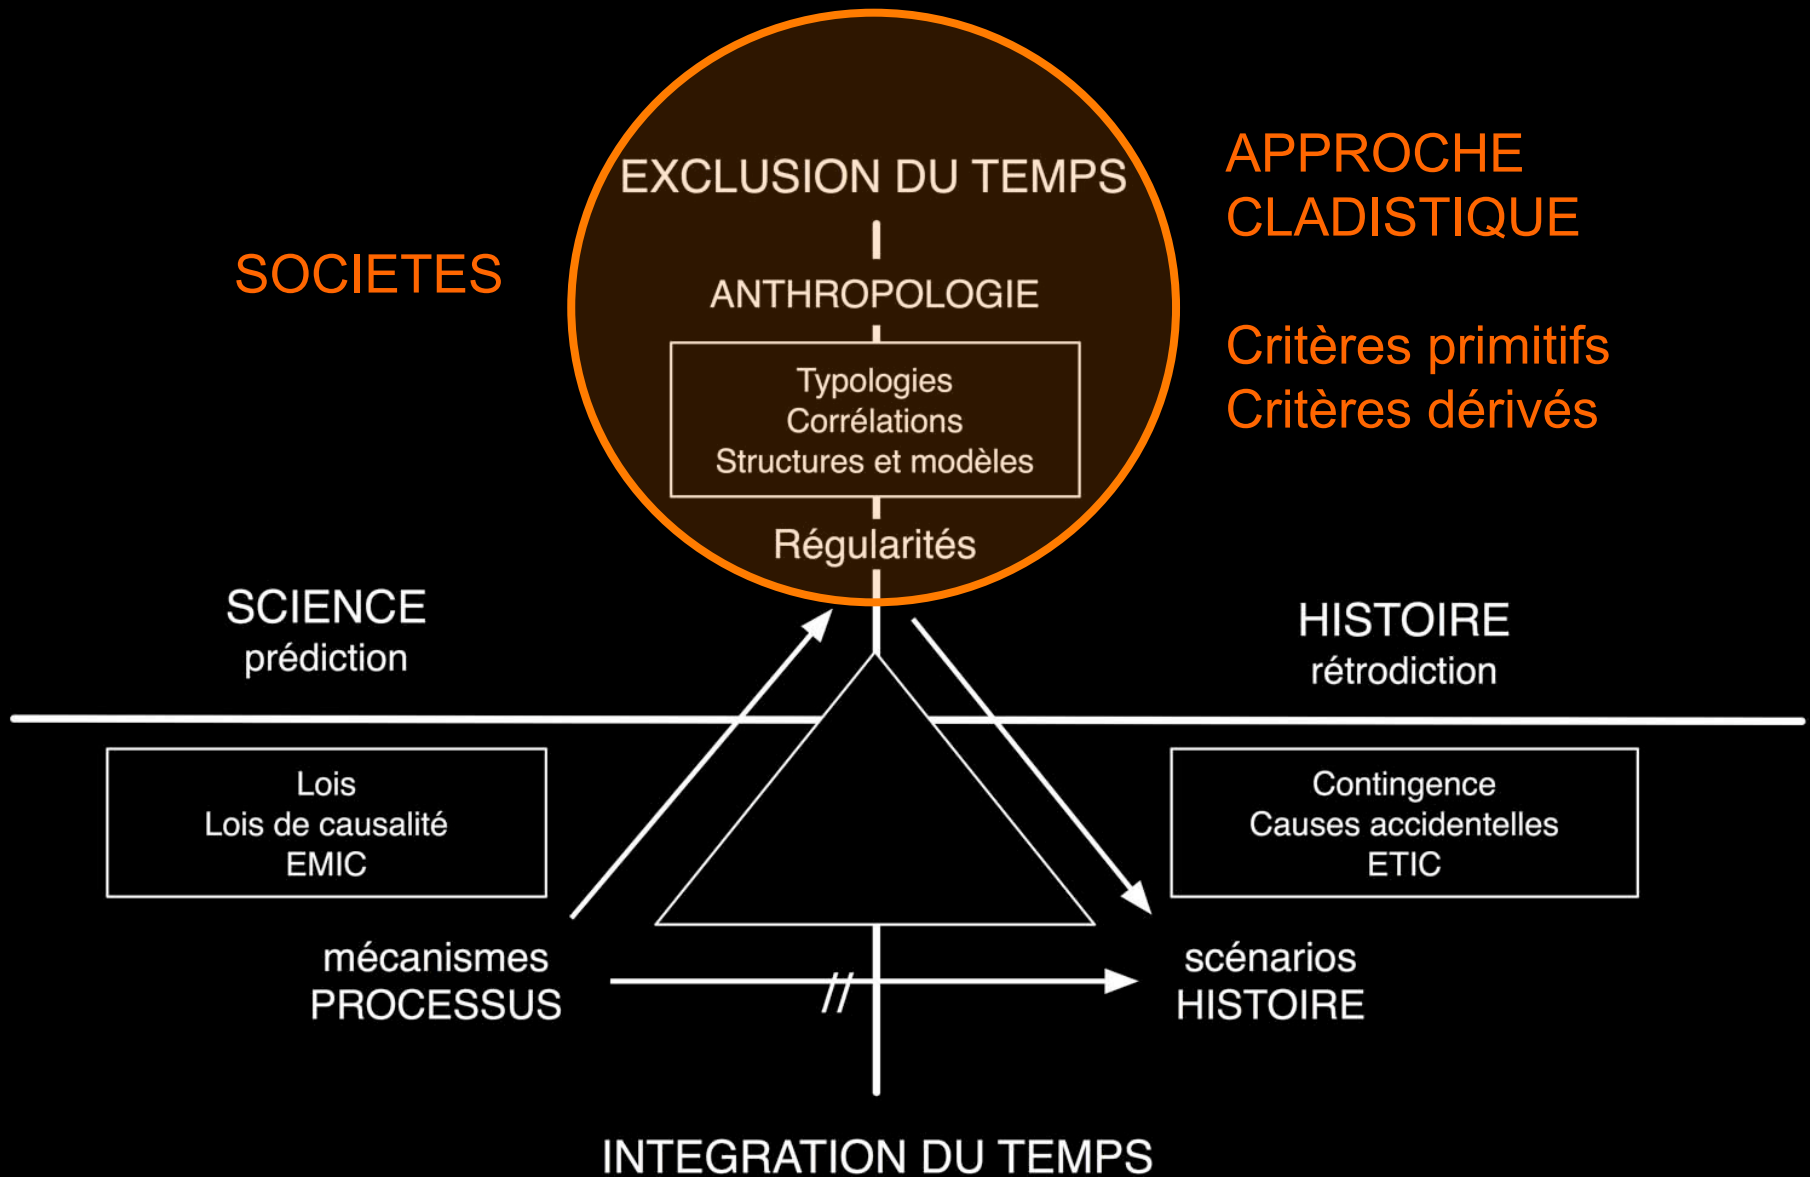 EXCLUSION DU TEMPS
ANTHROPOLOGIE
Typologies
Corrélations
Structures et modèles
Régularités
SOCIETES
APPROCHE
CLADISTIQUE
Critères primitifs
Critères dérivés
SCIENCE
prédiction
HISTOIRE
rétrodiction
Lois
Lois de causalité
EMIC
Contingence
Causes accidentelles
ETIC
mécanismes
PROCESSUS
//
scénarios
HISTOIRE
INTEGRATION DU TEMPS